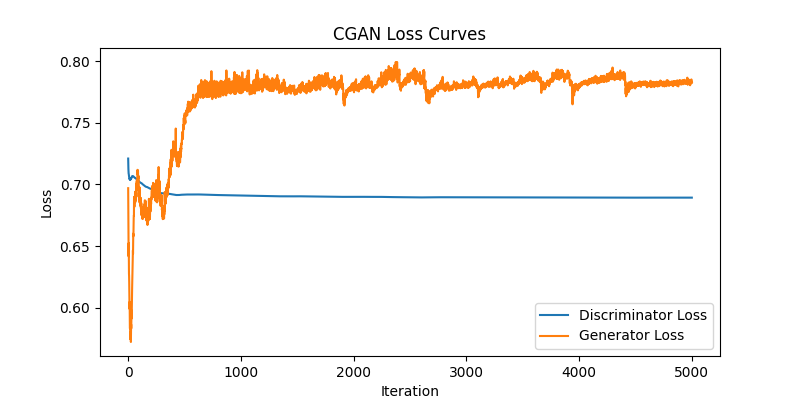 CGAN Loss Curves
0.80
0.75
0.70
0.65
0.60
Loss
0
1000
2000
3000
4000
5000
Iteration
Discriminator Loss
Generator Loss